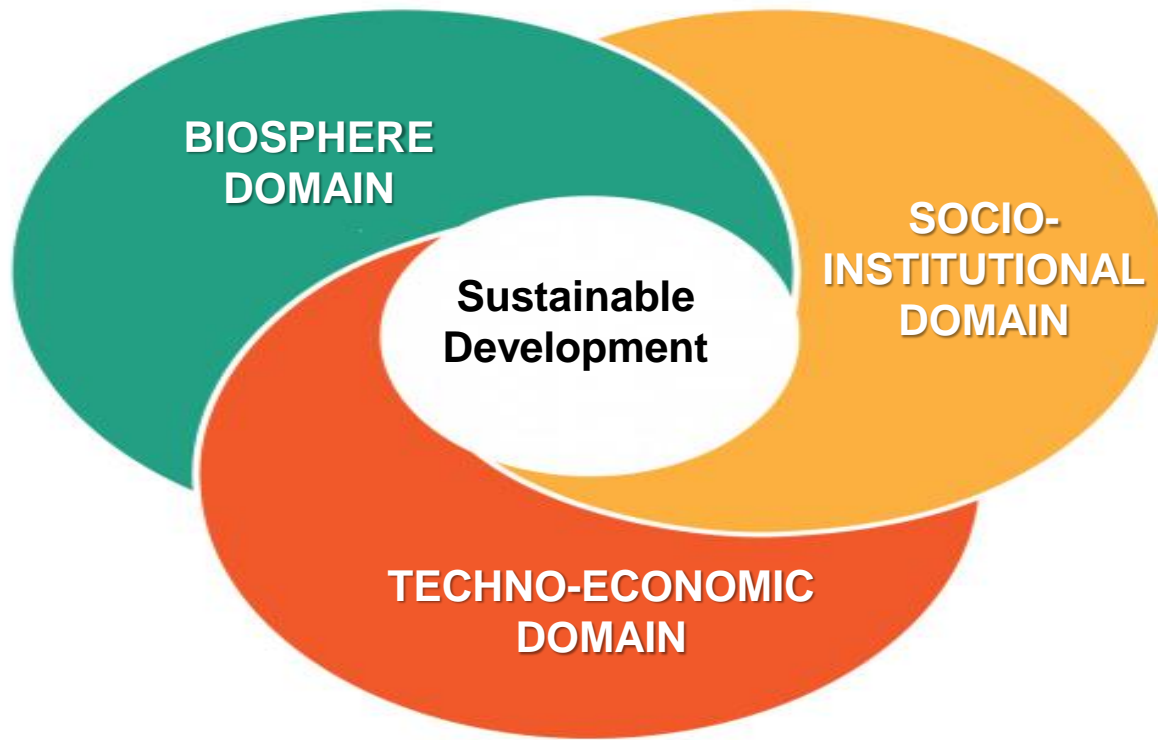 BIOSPHERE
DOMAIN
SOCIO-
INSTITUTIONAL
DOMAIN
Sustainable
Development
TECHNO-ECONOMIC
DOMAIN